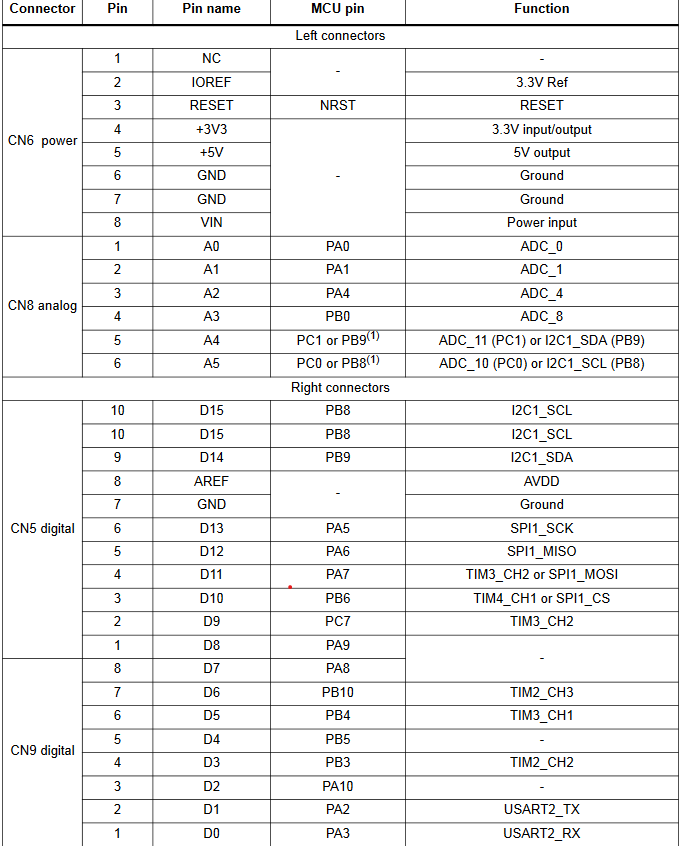 Connector Pin Pin name MCU pin Function
Left connectors
CN6 power
1 NC - -
2 IOREF 3.3V Ref
3 RESET NRST RESET
4 +3V3 - 3.3V input/output
5 +5V 5V output
6 GND Ground
7 GND Ground
8 VIN Power input
CN8 analog
1 A0 PA0 ADC_0
2 A1 PA1 ADC_1
3 A2 PA4 ADC_4
4 A3 PB0 ADC_8
5 A4 PC1 or PB9(1) ADC_11 (PC1) or I2C1_SDA (PB9)
6 A5 PC0 or PB8(1) ADC_10 (PC0) or I2C1_SCL (PB8)
Right connectors
CN5 digital
10 D15 PB8 I2C1_SCL
10 D15 PB8 I2C1_SCL
9 D14 PB9 I2C1_SDA
8 AREF - AVDD
7 GND Ground
6 D13 PA5 SPI1_SCK
5 D12 PA6 SPI1_MISO
4 D11 PA7 TIM3_CH2 or SPI1_MOSI
3 D10 PB6 TIM4_CH1 or SPI1_CS
2 D9 PC7 TIM3_CH2
1 D8 PA9 -
CN9 digital
8 D7 PA8
7 D6 PB10 TIM2_CH3
6 D5 PB4 TIM3_CH1
5 D4 PB5 -
4 D3 PB3 TIM2_CH2
3 D2 PA10 -
2 D1 PA2 USART2_TX
1 D0 PA3 USART2_RX